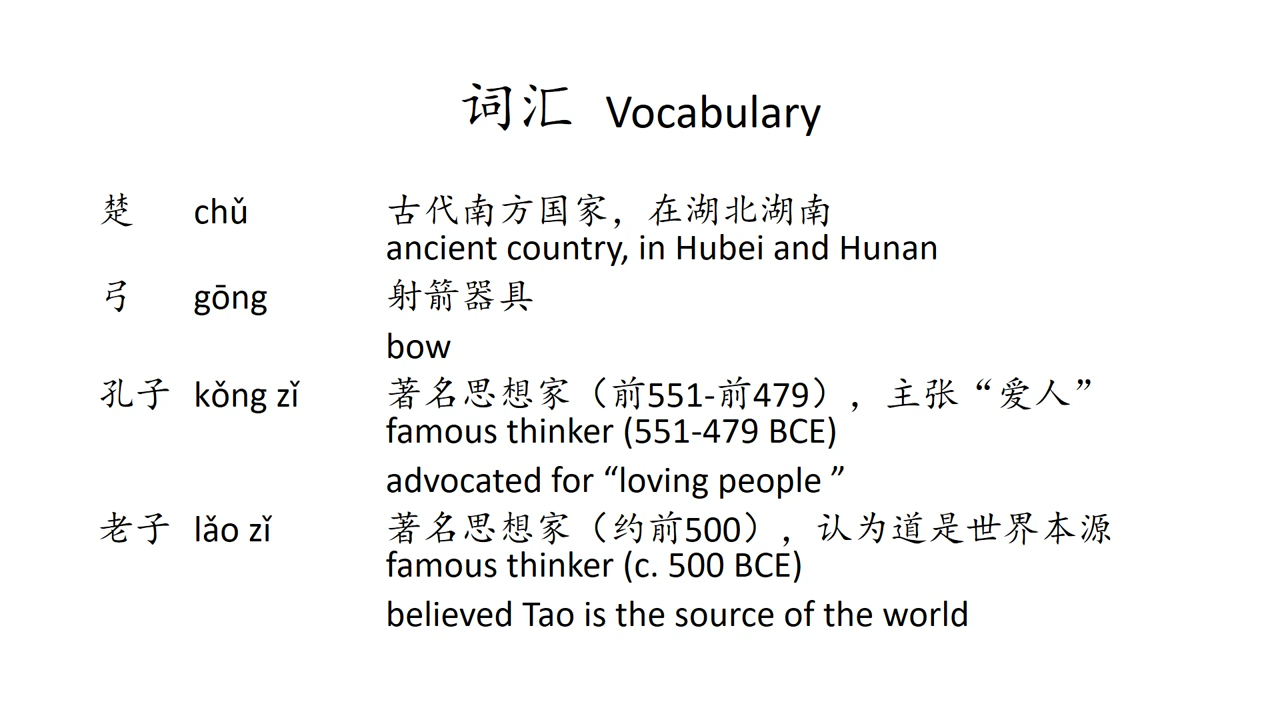 词汇 Vocabulary
楚 chǔ 古代南方国家，在湖北湖南
ancient country, in Hubei and Hunan
弓 gōng 射箭器具
bow
孔子 kǒng zǐ 著名思想家（前551-前479），主张“爱人”
famous thinker (551-479 BCE)
advocated for “loving people ”
老子 lǎo zǐ 著名思想家（约前500），认为道是世界本源
famous thinker (c. 500 BCE)
believed Tao is the source of the world